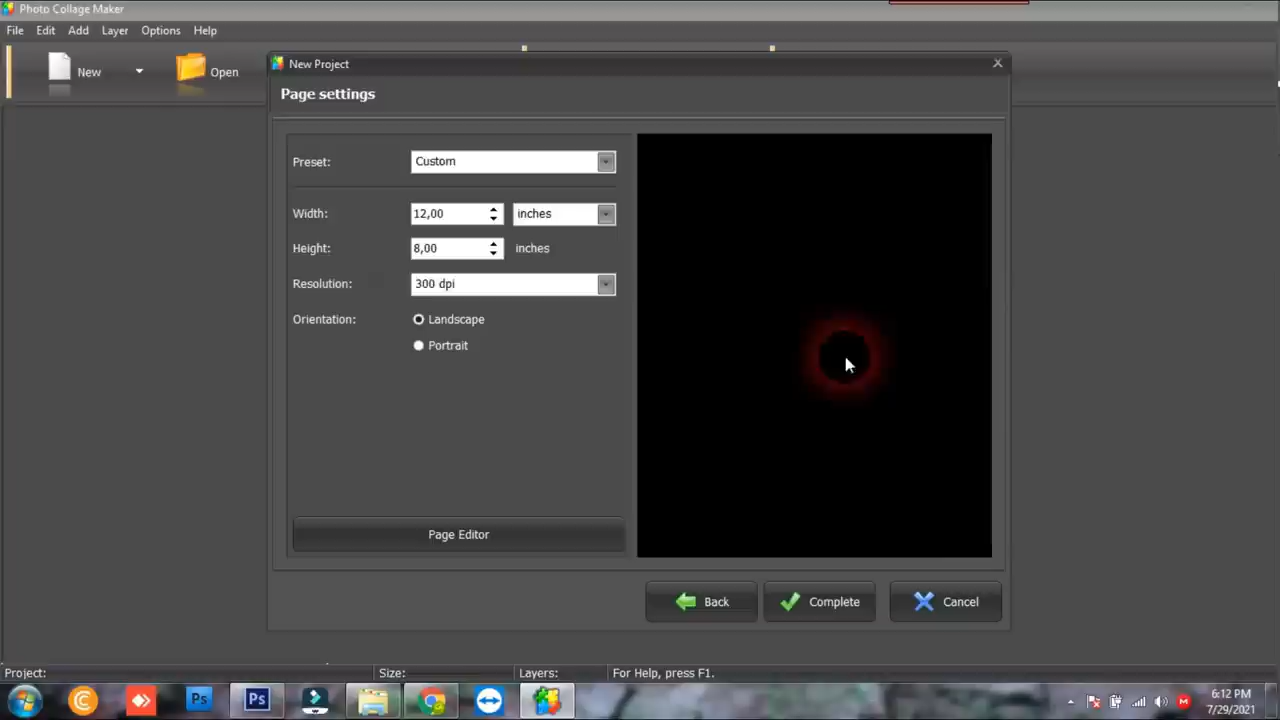 Photo Collage Maker
File Edit Add Layer Options Help
New Open
New Project
Page settings
Preset: Custom
Width: 12,00 inches
Height: 8,00 inches
Resolution: 300 dpi
Orientation: Landscape
Portrait
Page Editor
Back Complete Cancel
Project: Size: Layers: For Help, press F1.
Ps Ps
6:12 PM
7/29/2021